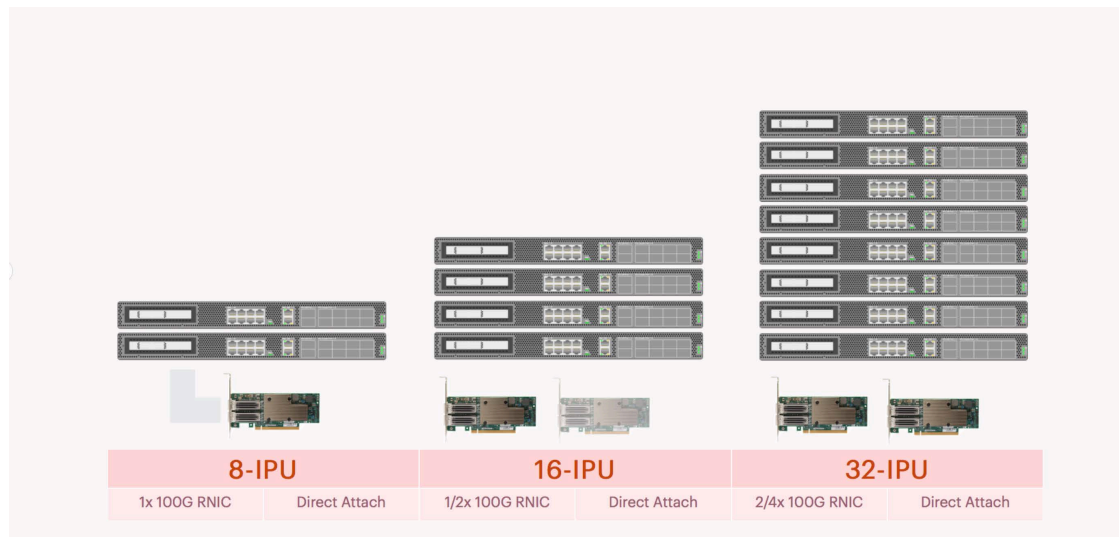 8-IPU 16-IPU 32-IPU
1x 100G RNIC Direct Attach 1/2x 100G RNIC Direct Attach 2/4x 100G RNIC Direct Attach